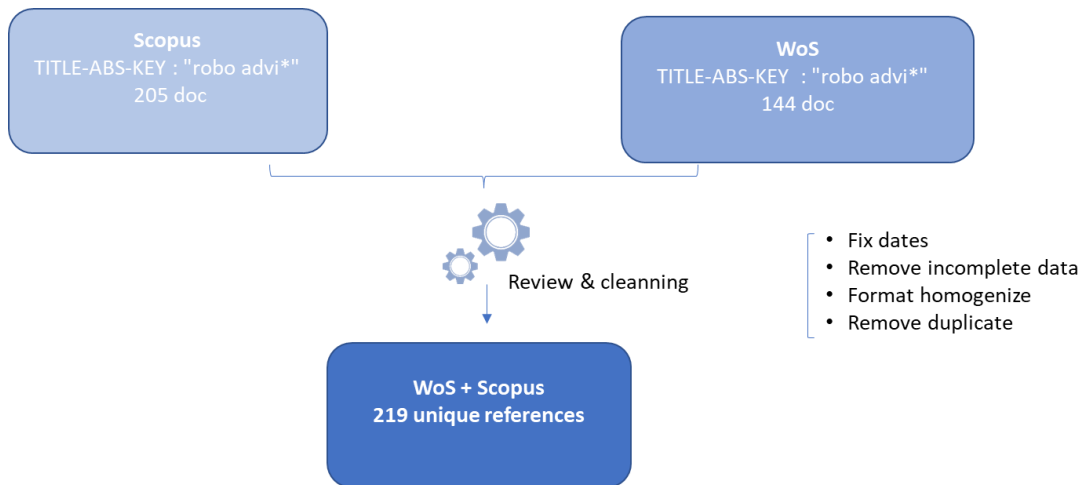 Scopus
TITLE-ABS-KEY : "robo advi*"
205 doc
WoS
TITLE-ABS-KEY : "robo advi*"
144 doc
Review & cleanning
• Fix dates
• Remove incomplete data
• Format homogenize
• Remove duplicate
WoS + Scopus
219 unique references